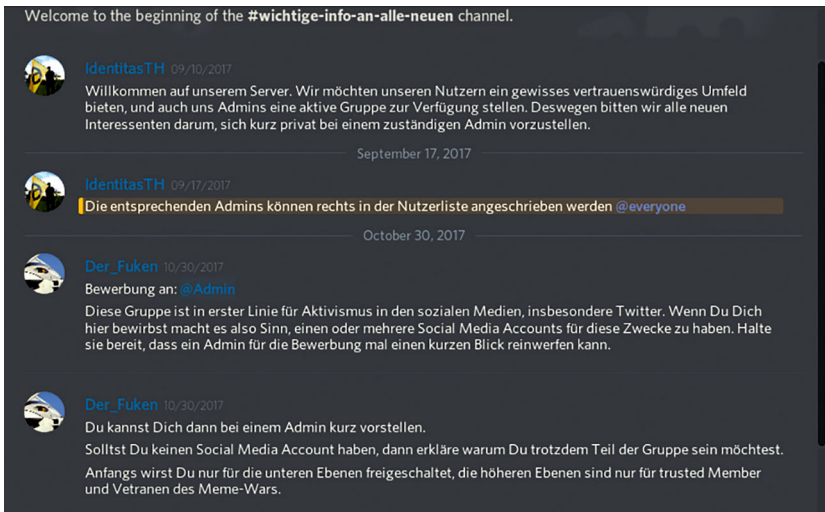 Welcome to the beginning of the #wichtige-info-an-alle-neuen channel.
IdentitasTH 09/10/2017
Willkommen auf unserem Server. Wir möchten unseren Nutzern ein gewisses vertrauenswürdiges Umfeld
bieten, und auch uns Admins eine aktive Gruppe zur Verfügung stellen. Deswegen bitten wir alle neuen
Interessenten darum, sich kurz privat bei einem zuständigen Admin vorzustellen.
September 17, 2017
IdentitasTH 09/17/2017
Die entsprechenden Admins können rechts in der Nutzerliste angeschrieben werden @everyone
October 30, 2017
Der_Fuken 10/30/2017
Bewerbung an: @Admin
Diese Gruppe ist in erster Linie für Aktivismus in den sozialen Medien, insbesondere Twitter. Wenn Du Dich
hier bewirbst macht es also Sinn, einen oder mehrere Social Media Accounts für diese Zwecke zu haben. Halte
sie bereit, dass ein Admin für die Bewerbung mal einen kurzen Blick reinwerfen kann.
Der_Fuken 10/30/2017
Du kannst Dich dann bei einem Admin kurz vorstellen.
Solltst Du keinen Social Media Account haben, dann erkläre warum Du trotzdem Teil der Gruppe sein möchtest.
Anfangs wirst Du nur für die unteren Ebenen freigeschaltet, die höheren Ebenen sind nur für trusted Member
und Vetranen des Meme-Wars.